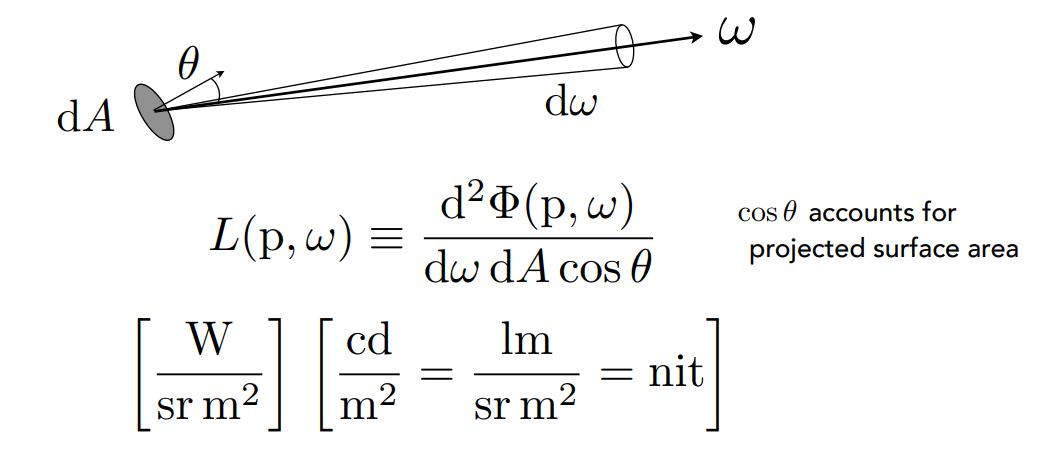 ω
θ
dA
dω
L(p, ω) ≡ d²Φ(p, ω) / dω dA cos θ
cos θ accounts for
projected surface area
[W / sr m²] [cd / m² = lm / sr m² = nit]